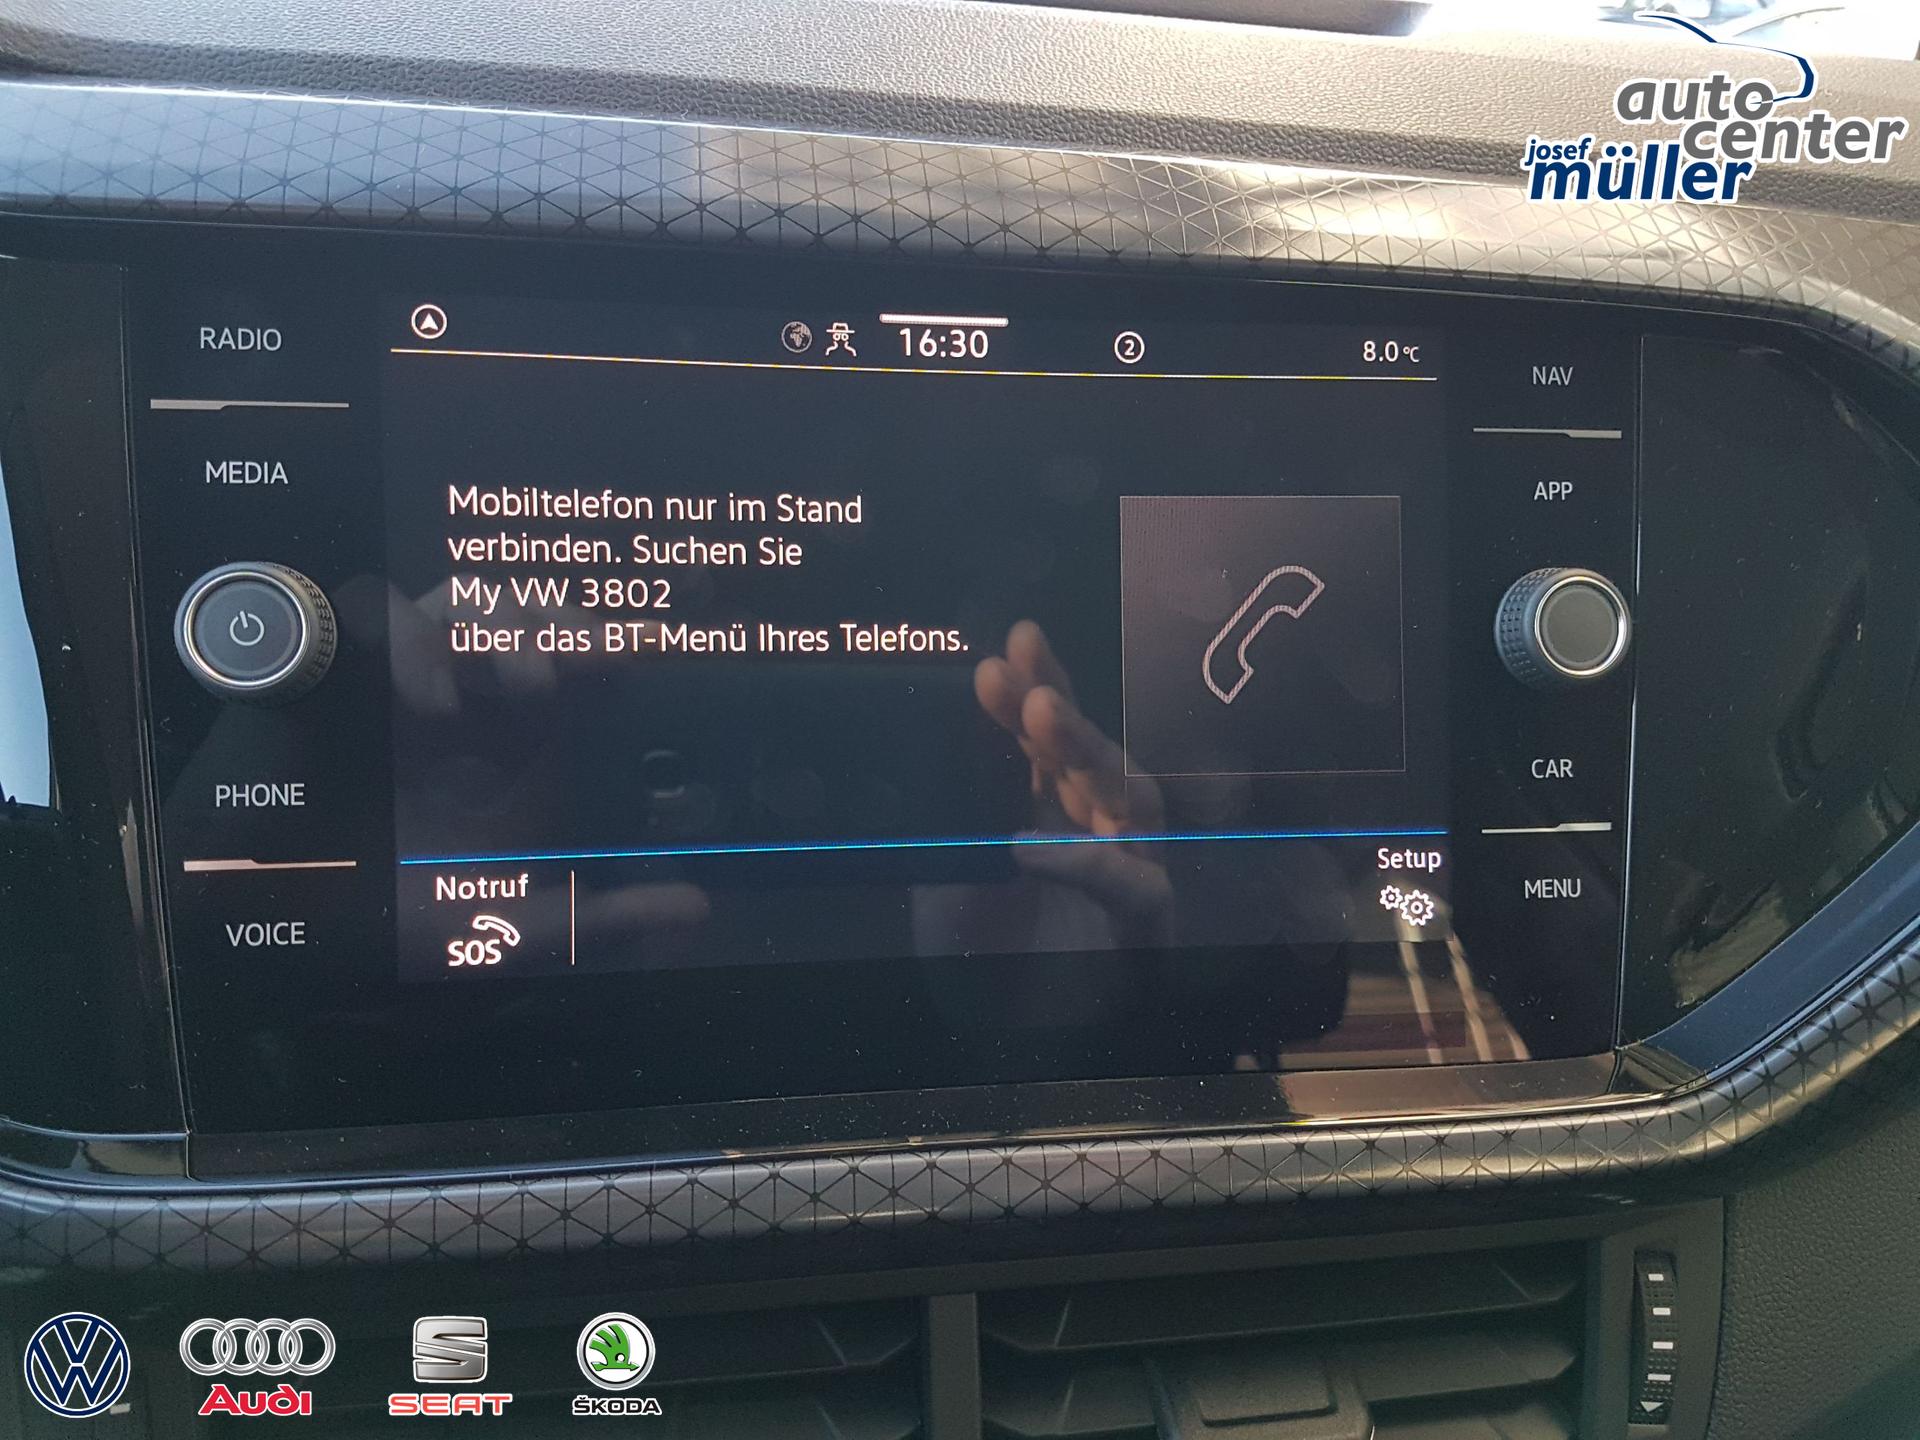 auto
center
josef
müller
RADIO
16:30
2
8.0 °C
NAV
MEDIA
APP
Mobiltelefon nur im Stand
verbinden. Suchen Sie
My VW 3802
über das BT-Menü Ihres Telefons.
PHONE
CAR
Notruf
SOS
Setup
VOICE
MENU
Audi
SEAT
ŠKODA